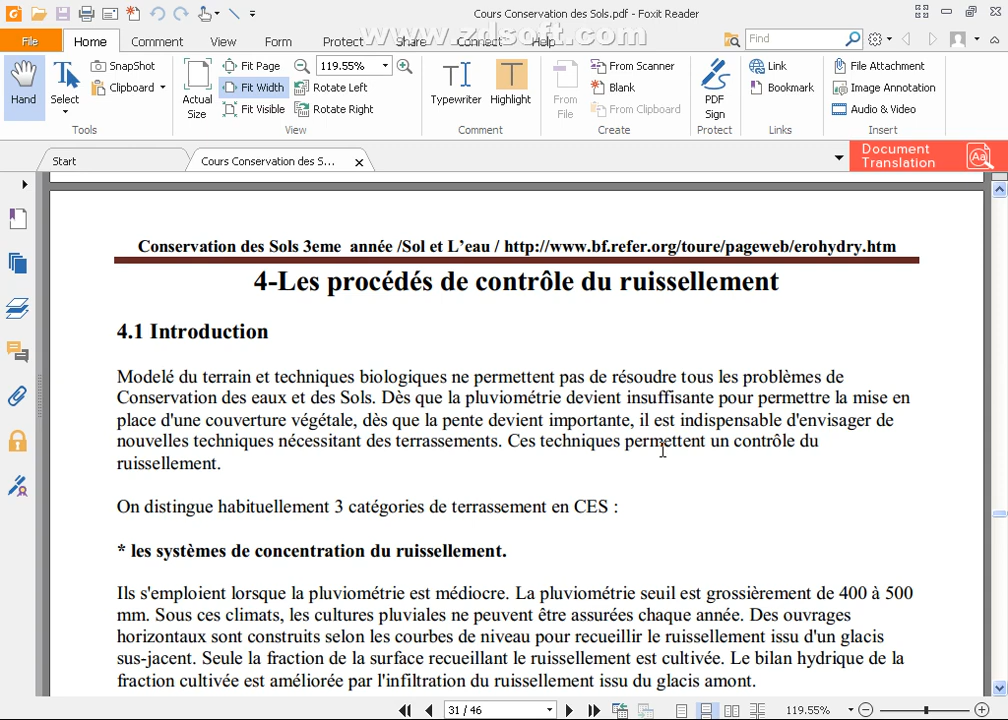 Cours Conservation des Sols.pdf - Foxit Reader
www.zdsoft.com
File Home Comment View Form Protect Share Connect Help Find
Hand Select SnapShot Clipboard Actual Size Fit Page Fit Width Fit Visible 119.55% Rotate Left Rotate Right Typewriter Highlight From File From Scanner Blank From Clipboard PDF Sign Link Bookmark File Attachment Image Annotation Audio & Video
Tools View Comment Create Protect Links Insert
Start Cours Conservation des S... Document Translation Aa
Conservation des Sols 3eme année /Sol et L’eau / http://www.bf.refer.org/toure/pageweb/erohydry.htm
4-Les procédés de contrôle du ruissellement
4.1 Introduction
Modelé du terrain et techniques biologiques ne permettent pas de résoudre tous les problèmes de
Conservation des eaux et des Sols. Dès que la pluviométrie devient insuffisante pour permettre la mise en
place d'une couverture végétale, dès que la pente devient importante, il est indispensable d'envisager de
nouvelles techniques nécessitant des terrassements. Ces techniques permettent un contrôle du
ruissellement.
On distingue habituellement 3 catégories de terrassement en CES :
* les systèmes de concentration du ruissellement.
Ils s'emploient lorsque la pluviométrie est médiocre. La pluviométrie seuil est grossièrement de 400 à 500
mm. Sous ces climats, les cultures pluviales ne peuvent être assurées chaque année. Des ouvrages
horizontaux sont construits selon les courbes de niveau pour recueillir le ruissellement issu d'un glacis
sus-jacent. Seule la fraction de la surface recueillant le ruissellement est cultivée. Le bilan hydrique de la
fraction cultivée est améliorée par l'infiltration du ruissellement issu du glacis amont.
31 / 46 119.55%